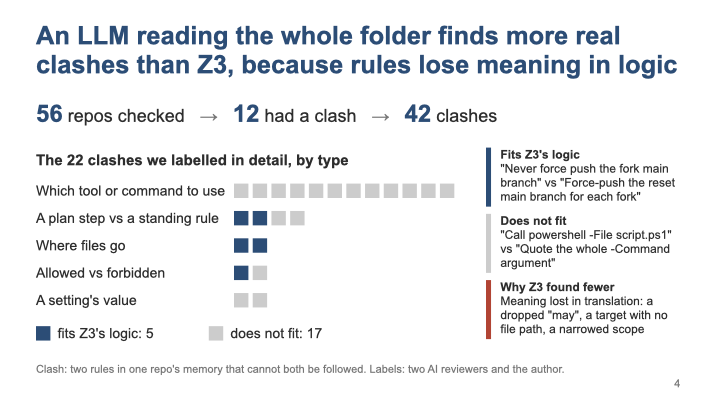 An LLM reading the whole folder finds more real
clashes than Z3, because rules lose meaning in logic
56 repos checked → 12 had a clash → 42 clashes
The 22 clashes we labelled in detail, by type
Which tool or command to use
A plan step vs a standing rule
Where files go
Allowed vs forbidden
A setting's value
fits Z3's logic: 5
does not fit: 17
Fits Z3's logic
"Never force push the fork main
branch" vs "Force-push the reset
main branch for each fork"
Does not fit
"Call powershell -File script.ps1"
vs "Quote the whole -Command
argument"
Why Z3 found fewer
Meaning lost in translation: a
dropped "may", a target with no
file path, a narrowed scope
Clash: two rules in one repo's memory that cannot both be followed. Labels: two AI reviewers and the author.
4